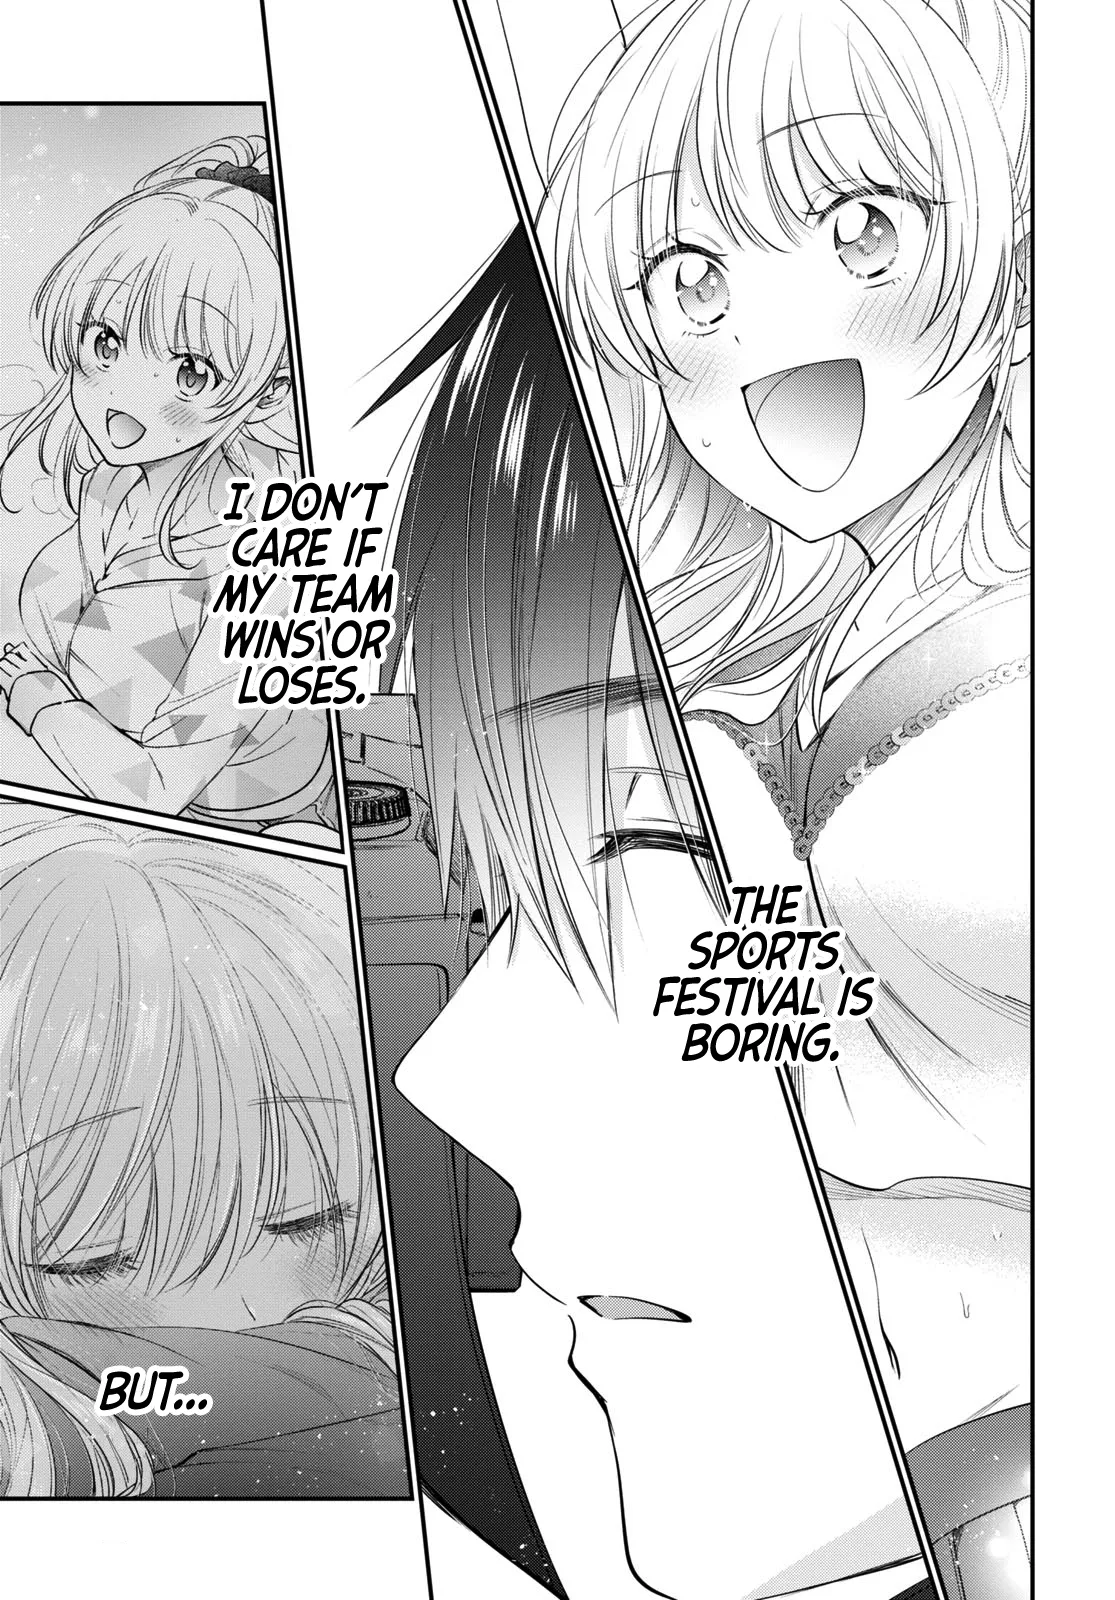 THE
SPORTS
FESTIVAL IS
BORING.
I DON'T
CARE IF
MY TEAM
WINS OR
LOSES.
BUT...